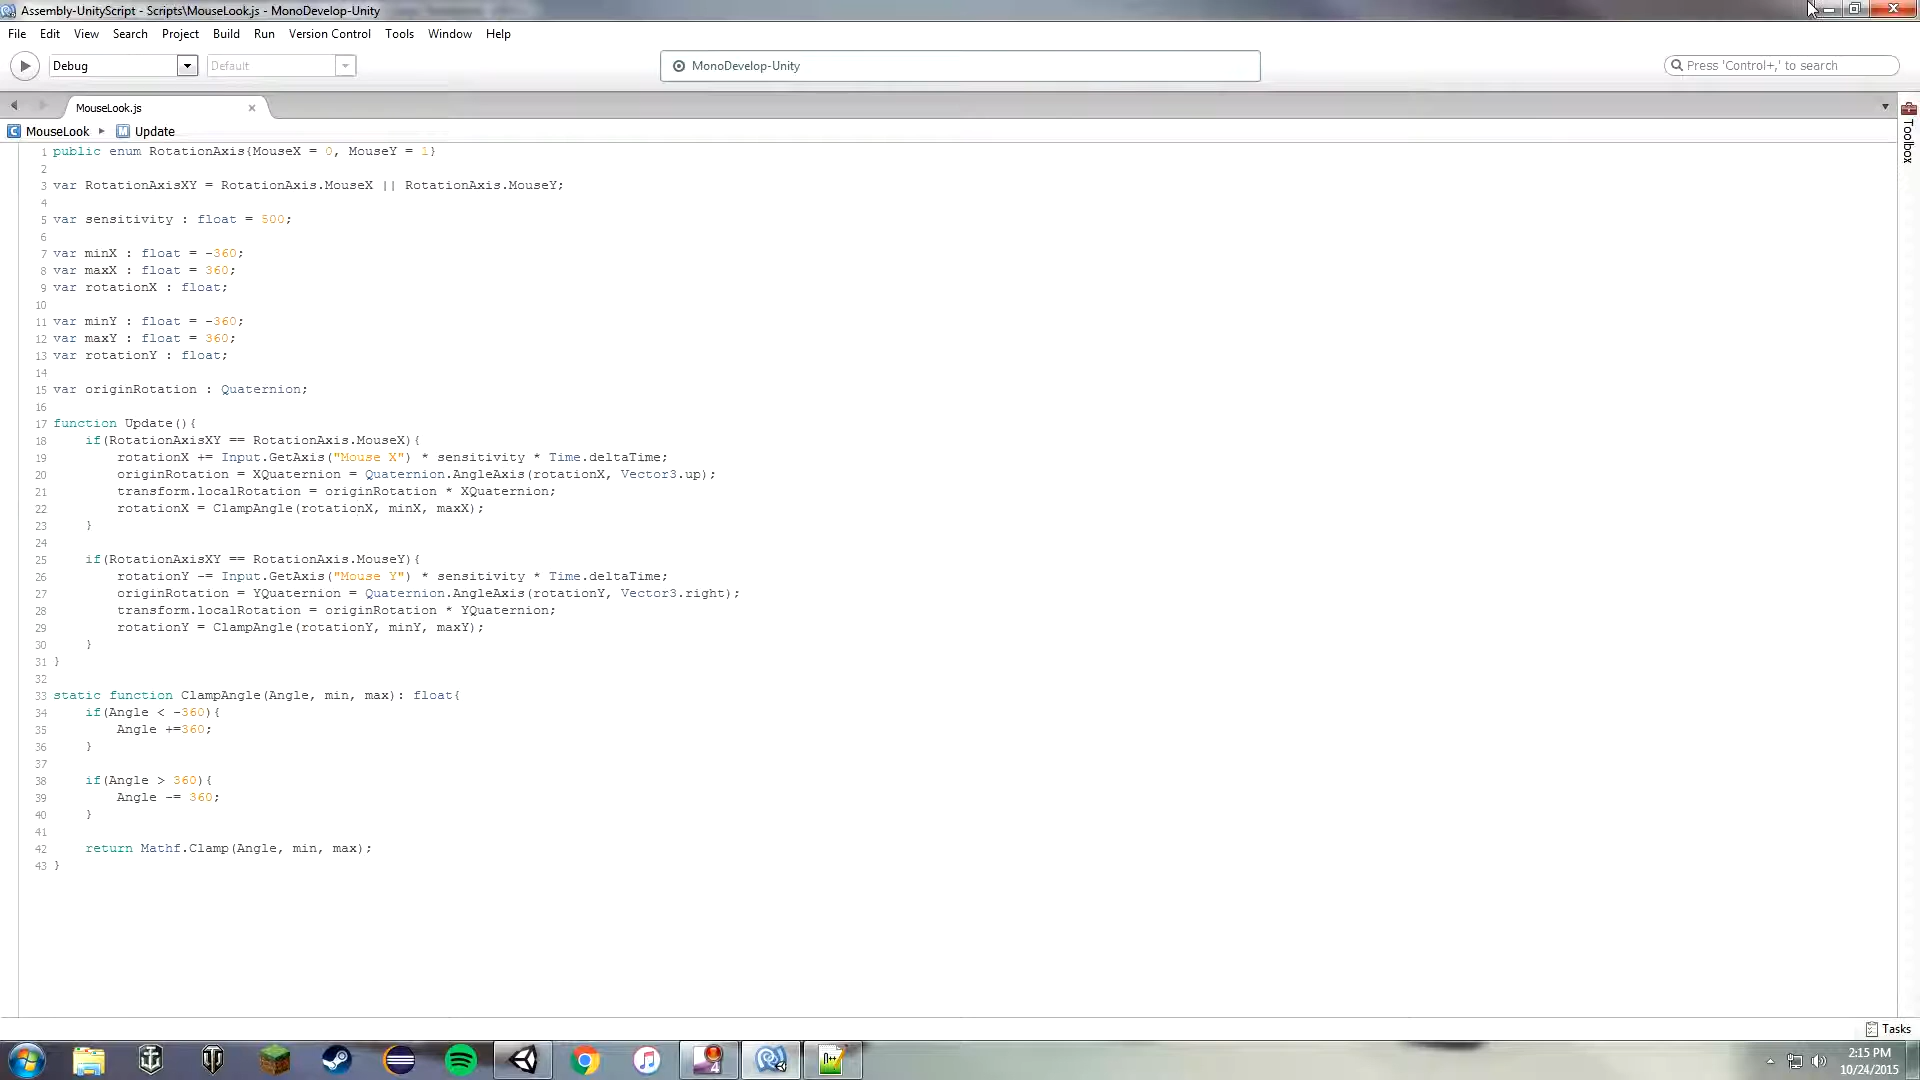 Assembly-UnityScript - Scripts\MouseLook.js - MonoDevelop-Unity
File Edit View Search Project Build Run Version Control Tools Window Help
Debug Default MonoDevelop-Unity Press 'Control+,' to search
MouseLook.js
MouseLook Update
Toolbox
1 public enum RotationAxis{MouseX = 0, MouseY = 1}
2
3 var RotationAxisXY = RotationAxis.MouseX || RotationAxis.MouseY;
4
5 var sensitivity : float = 500;
6
7 var minX : float = -360;
8 var maxX : float = 360;
9 var rotationX : float;
10
11 var minY : float = -360;
12 var maxY : float = 360;
13 var rotationY : float;
14
15 var originRotation : Quaternion;
16
17 function Update(){
18 if(RotationAxisXY == RotationAxis.MouseX){
19 rotationX += Input.GetAxis("Mouse X") * sensitivity * Time.deltaTime;
20 originRotation = XQuaternion = Quaternion.AngleAxis(rotationX, Vector3.up);
21 transform.localRotation = originRotation * XQuaternion;
22 rotationX = ClampAngle(rotationX, minX, maxX);
23 }
24
25 if(RotationAxisXY == RotationAxis.MouseY){
26 rotationY -= Input.GetAxis("Mouse Y") * sensitivity * Time.deltaTime;
27 originRotation = YQuaternion = Quaternion.AngleAxis(rotationY, Vector3.right);
28 transform.localRotation = originRotation * YQuaternion;
29 rotationY = ClampAngle(rotationY, minY, maxY);
30 }
31 }
32
33 static function ClampAngle(Angle, min, max): float{
34 if(Angle < -360){
35 Angle +=360;
36 }
37
38 if(Angle > 360){
39 Angle -= 360;
40 }
41
42 return Mathf.Clamp(Angle, min, max);
43 }
Tasks
4
2:15 PM
10/24/2015